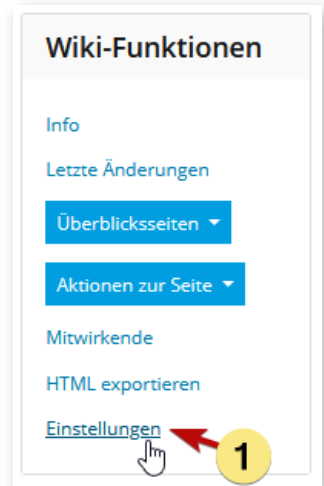 Wiki-Funktionen
Info
Letzte Änderungen
Überblicksseiten
Aktionen zur Seite
Mitwirkende
HTML exportieren
Einstellungen
1